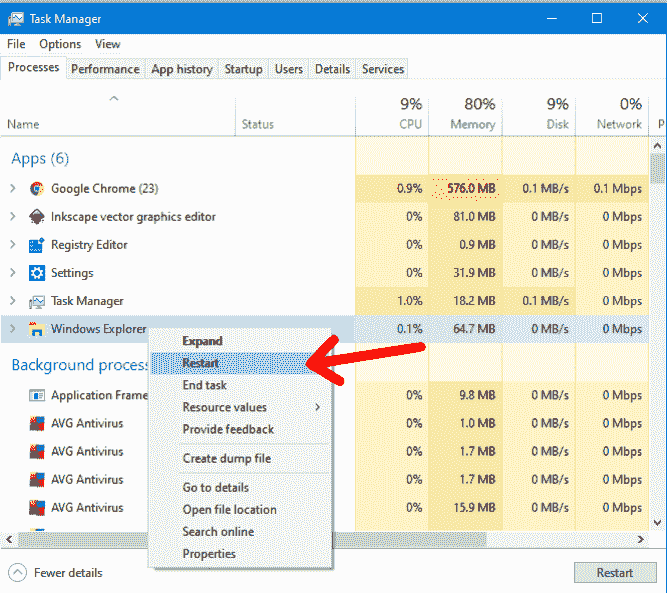 Task Manager
File Options View
Processes Performance App history Startup Users Details Services
9% 80% 9% 0%
Name Status CPU Memory Disk Network P
Apps (6)
Google Chrome (23) 0.9% 576.0 MB 0.1 MB/s 0.1 Mbps
Inkscape vector graphics editor 0% 81.0 MB 0 MB/s 0 Mbps
Registry Editor 0% 0.9 MB 0 MB/s 0 Mbps
Settings 0% 31.9 MB 0 MB/s 0 Mbps
Task Manager 1.0% 18.2 MB 0.1 MB/s 0 Mbps
Windows Explorer 0.1% 64.7 MB 0 MB/s 0 Mbps
Expand
Background process
Restart
End task
Application Frame 0% 9.8 MB 0 MB/s 0 Mbps
Resource values
AVG Antivirus 0% 1.0 MB 0 MB/s 0 Mbps
Provide feedback
AVG Antivirus 0% 1.7 MB 0 MB/s 0 Mbps
Create dump file
AVG Antivirus 0% 1.7 MB 0 MB/s 0 Mbps
Go to details
AVG Antivirus 0% 15.9 MB 0 MB/s 0 Mbps
Open file location
Search online
Properties
Fewer details Restart